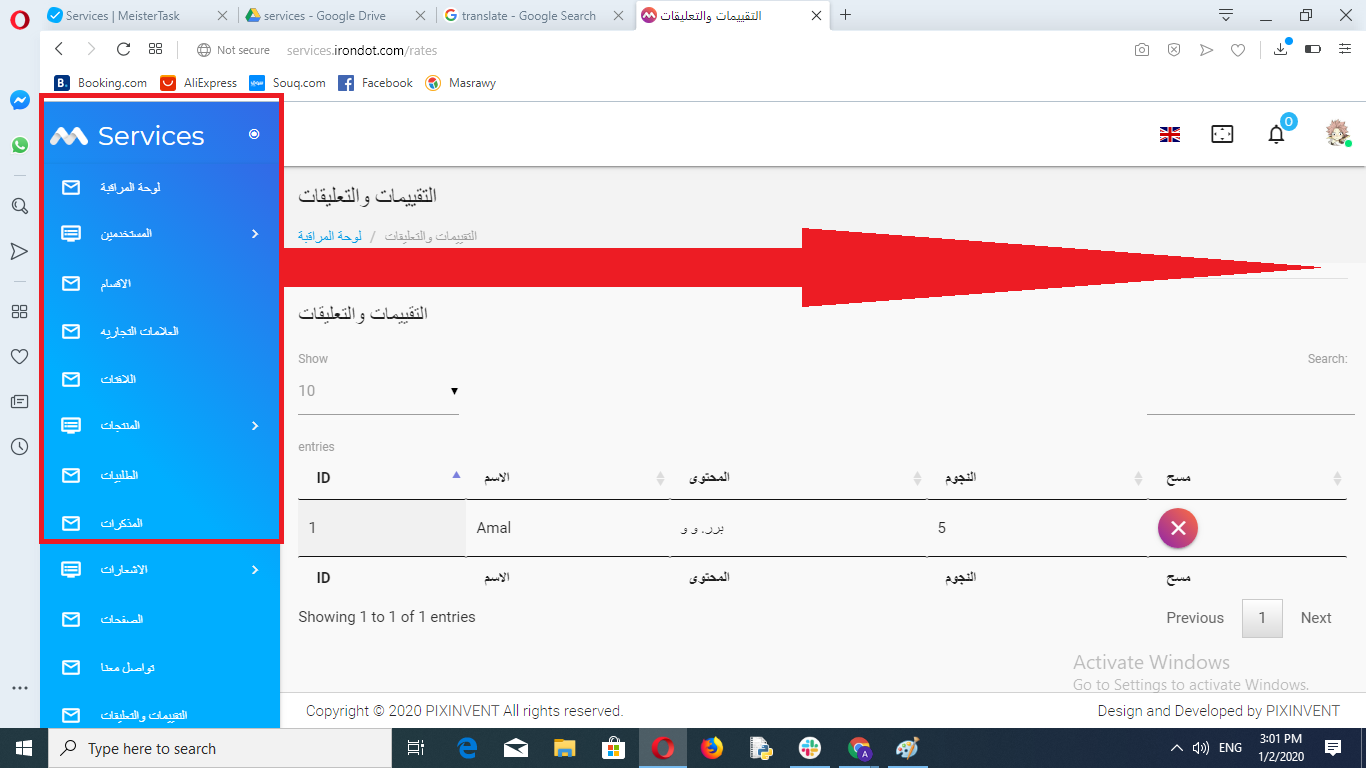 Services | MeisterTask
services - Google Drive
translate - Google Search
التقييمات والتعليقات
Not secure services.irondot.com/rates
Booking.com AliExpress Souq.com Facebook Masrawy
Services
لوحة المراقبة
المستخدمين
الاقسام
العلامات التجاريه
اللافتات
المنتجات
الطلبيات
المذكرات
الاشعارات
الصفحات
تواصل معنا
التقييمات والتعليقات
0
التقييمات والتعليقات
لوحة المراقبة / التقييمات والتعليقات
التقييمات والتعليقات
Show
10
entries
Search:
ID الاسم المحتوى النجوم مسح
1 Amal برر. و و 5
ID الاسم المحتوى النجوم مسح
Showing 1 to 1 of 1 entries
Previous 1 Next
Activate Windows
Go to Settings to activate Windows.
Copyright © 2020 PIXINVENT All rights reserved.
Design and Developed by PIXINVENT
Type here to search
ENG
3:01 PM
1/2/2020